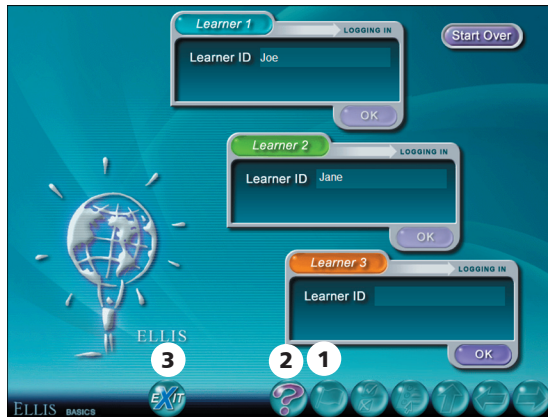 Learner 1
LOGGING IN
Start Over
Learner ID Joe
OK
Learner 2
LOGGING IN
Learner ID Jane
OK
Learner 3
LOGGING IN
Learner ID
OK
ELLIS
3 2 1
EXIT ?
ELLIS BASICS